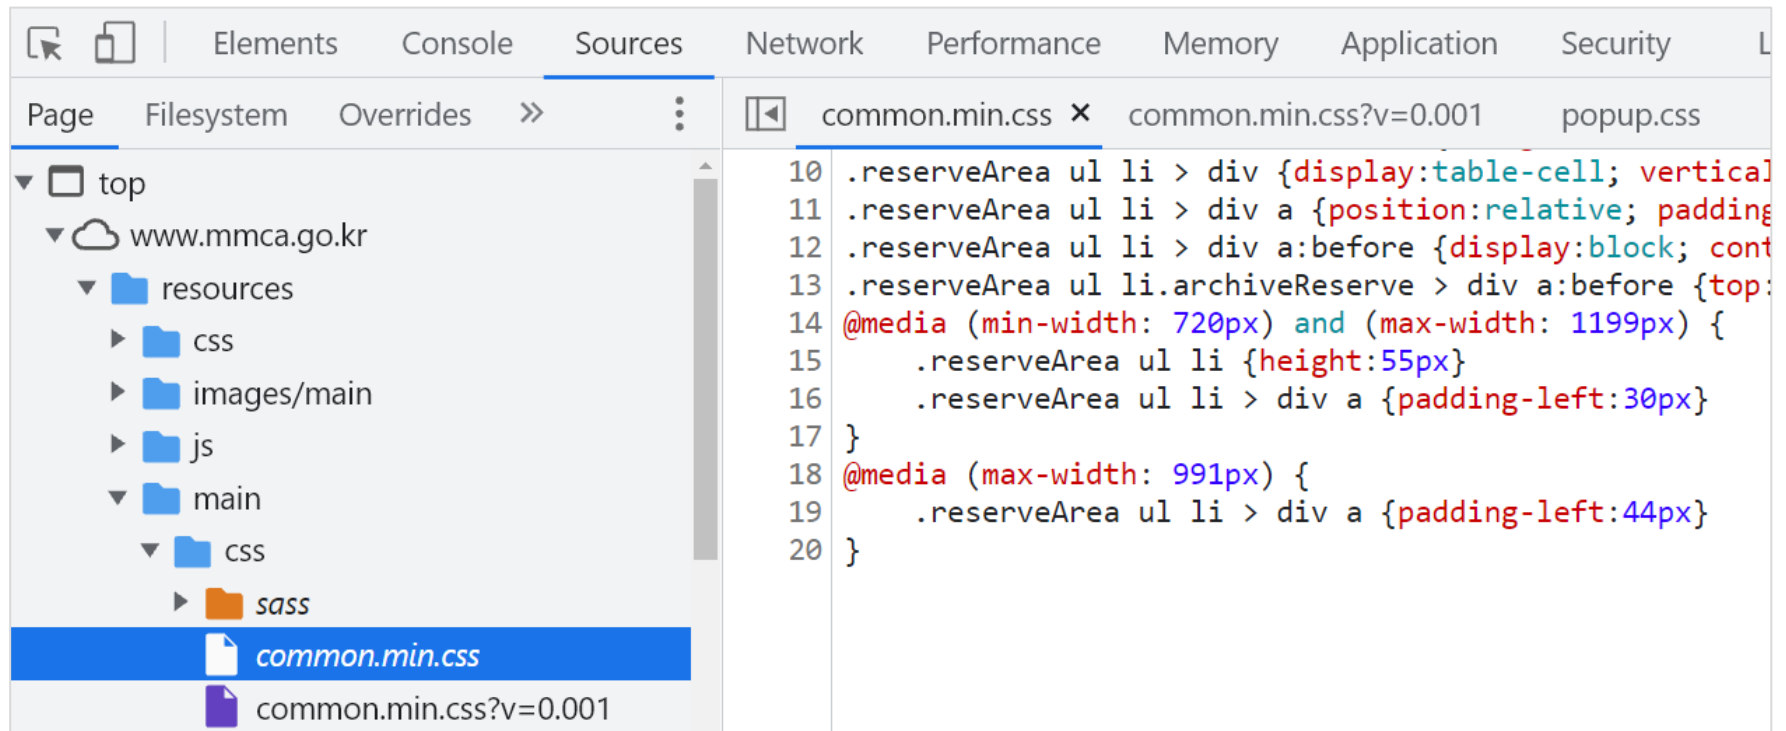 Elements Console Sources Network Performance Memory Application Security L
Page Filesystem Overrides »
common.min.css × common.min.css?v=0.001 popup.css
top
www.mmca.go.kr
resources
css
images/main
js
main
css
sass
common.min.css
common.min.css?v=0.001
10 .reserveArea ul li > div {display:table-cell; vertical
11 .reserveArea ul li > div a {position:relative; padding
12 .reserveArea ul li > div a:before {display:block; cont
13 .reserveArea ul li.archiveReserve > div a:before {top:
14 @media (min-width: 720px) and (max-width: 1199px) {
15     .reserveArea ul li {height:55px}
16     .reserveArea ul li > div a {padding-left:30px}
17 }
18 @media (max-width: 991px) {
19     .reserveArea ul li > div a {padding-left:44px}
20 }